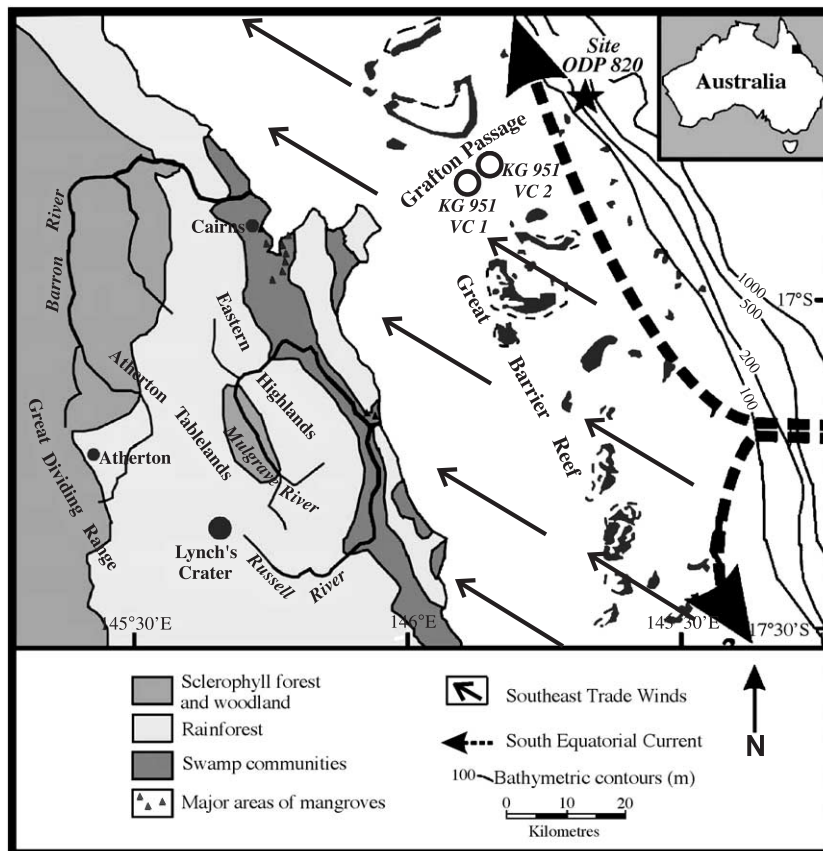 Site
ODP 820
Australia
Grafton Passage
KG 951
VC 2
KG 951
VC 1
Barron River
Cairns
Eastern
Highlands
Great Barrier Reef
1000
500
200
100
17°S
Atherton Tablelands
Mulgrave River
Great Dividing Range
Atherton
Lynch's
Crater
Russell River
145°30'E
146°E
145°30'E
17°30'S
Sclerophyll forest
and woodland
Rainforest
Swamp communities
Major areas of mangroves
Southeast Trade Winds
South Equatorial Current
100 Bathymetric contours (m)
0 10 20
Kilometres
N